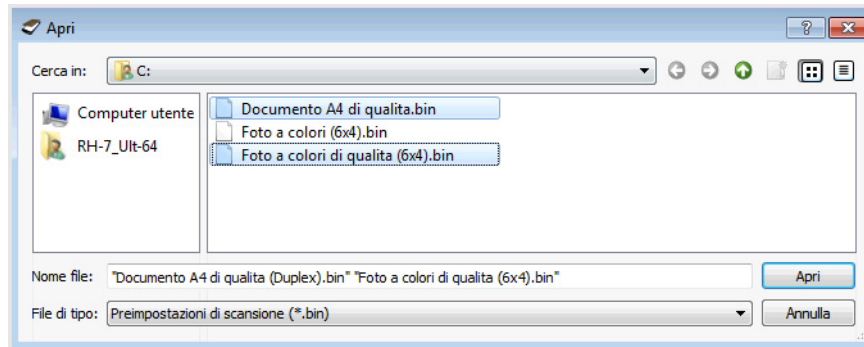 Apri
Cerca in: C:
Computer utente
RH-7_Ult-64
Documento A4 di qualita.bin
Foto a colori (6x4).bin
Foto a colori di qualita (6x4).bin
Nome file: "Documento A4 di qualita (Duplex).bin" "Foto a colori di qualita (6x4).bin" Apri
File di tipo: Preimpostazioni di scansione (*.bin) Annulla